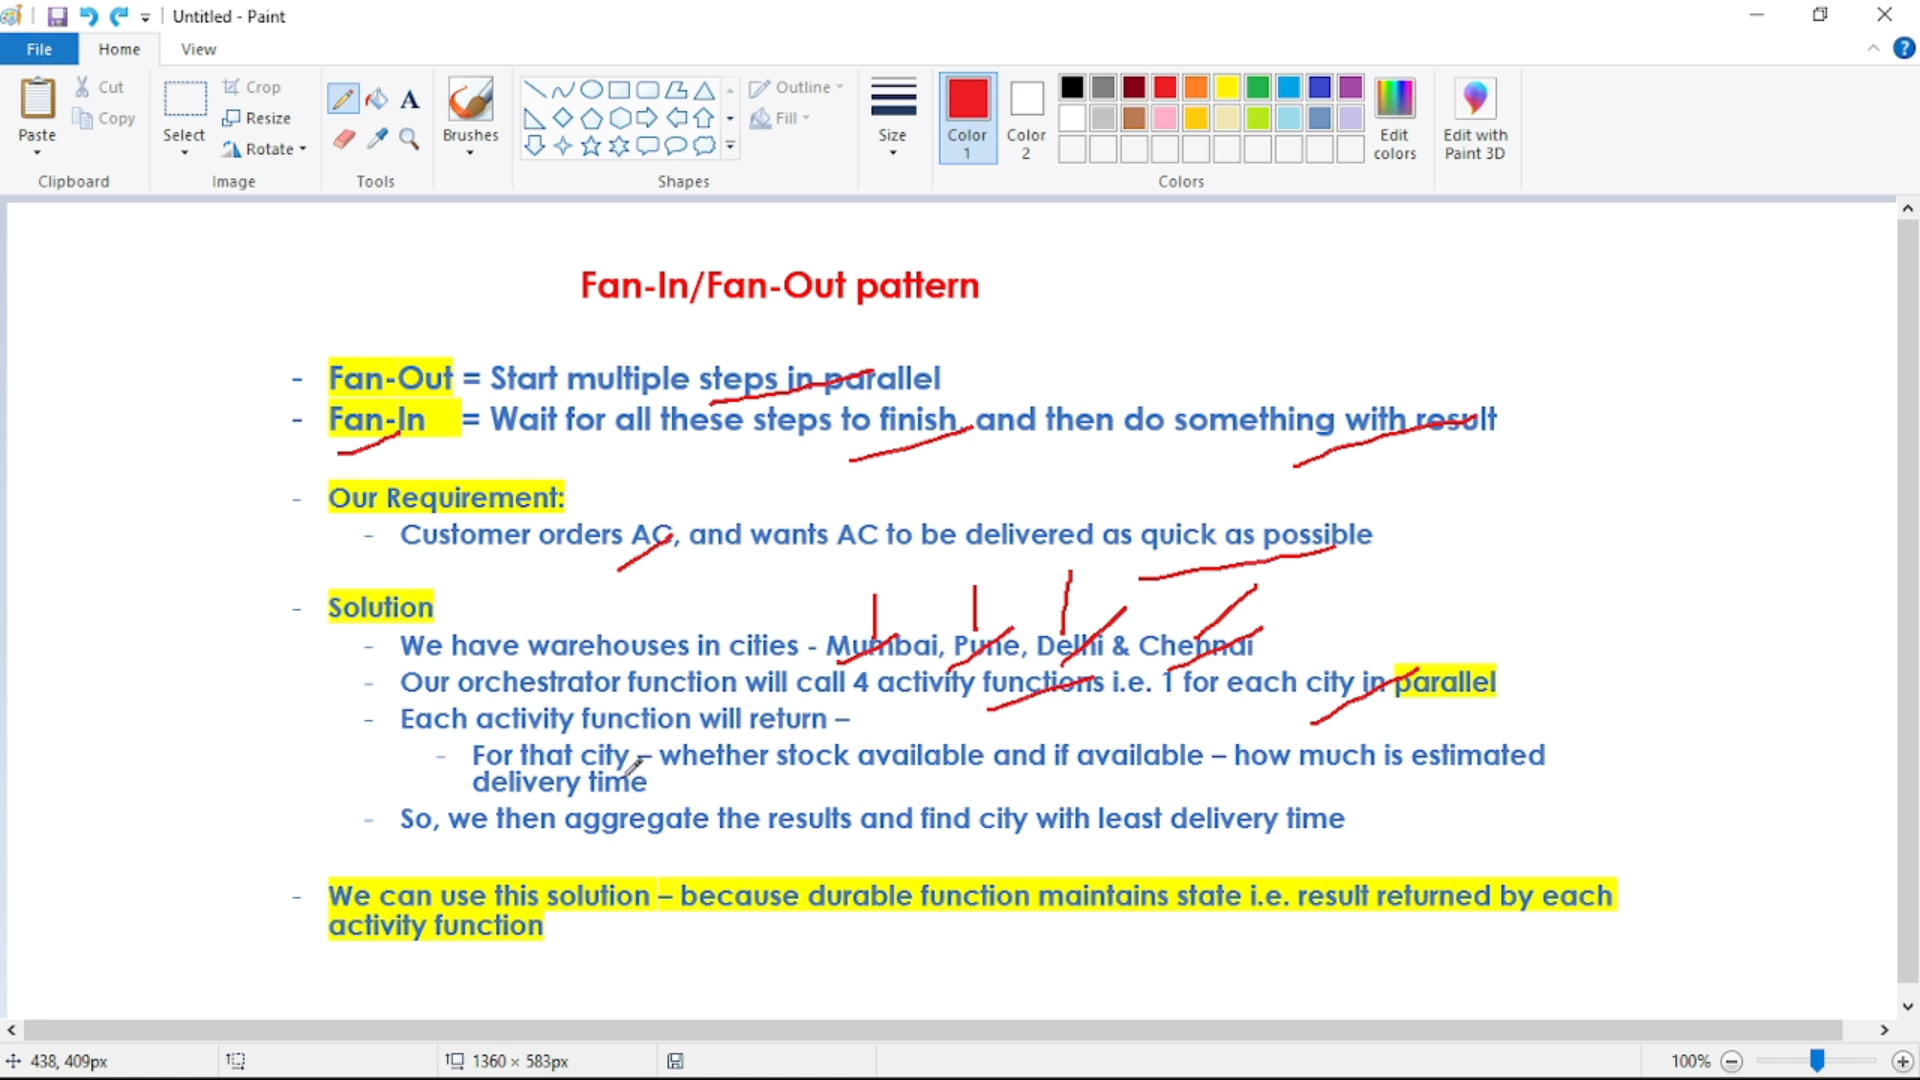 Untitled - Paint
File Home View
Paste
Cut
Copy
Clipboard
Select
Crop
Resize
Rotate
Image
A
Tools
Brushes
Outline
Fill
Shapes
Size
Color 1
Color 2
Edit colors
Edit with Paint 3D
Colors
Fan-In/Fan-Out pattern
- Fan-Out = Start multiple steps in parallel
- Fan-In = Wait for all these steps to finish, and then do something with result
- Our Requirement:
- Customer orders AC, and wants AC to be delivered as quick as possible
- Solution
- We have warehouses in cities - Mumbai, Pune, Delhi & Chennai
- Our orchestrator function will call 4 activity functions i.e. 1 for each city in parallel
- Each activity function will return –
- For that city – whether stock available and if available – how much is estimated
delivery time
- So, we then aggregate the results and find city with least delivery time
- We can use this solution – because durable function maintains state i.e. result returned by each
activity function
438, 409px
1360 × 583px
100%